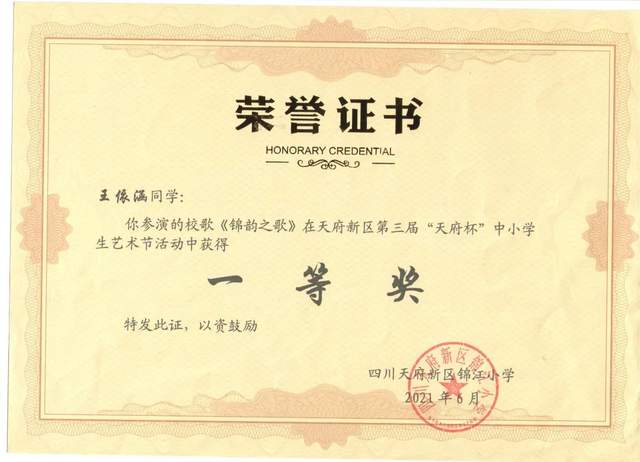 荣誉证书
HONORARY CREDENTIAL
王依涵同学:
你参演的校歌《锦韵之歌》在天府新区第三届“天府杯”中小学
生艺术节活动中获得
一等奖
特发此证,以资鼓励
四川天府新区锦江小学
2021年6月